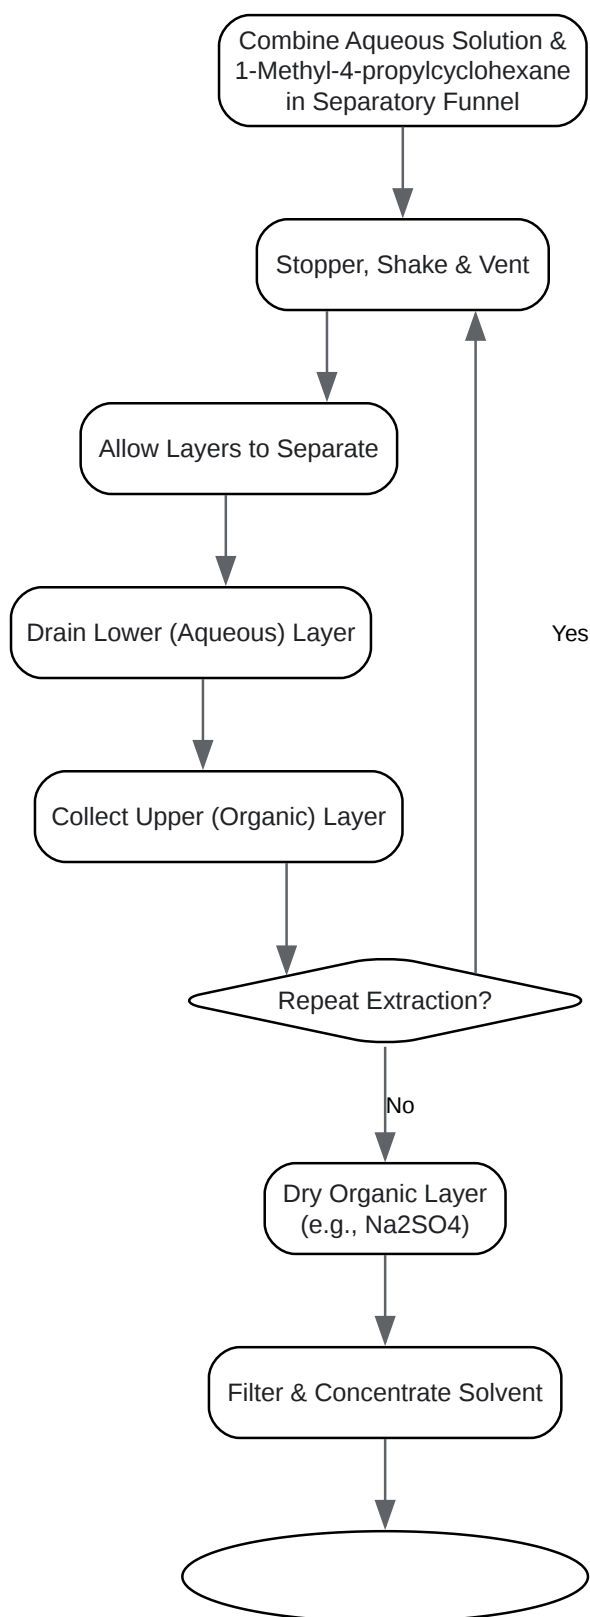 Combine Aqueous Solution &
1-Methyl-4-propylcyclohexane
in Separatory Funnel
Stopper, Shake & Vent
Allow Layers to Separate
Drain Lower (Aqueous) Layer
Yes
Collect Upper (Organic) Layer
Repeat Extraction?
No
Dry Organic Layer
(e.g., Na2SO4)
Filter & Concentrate Solvent